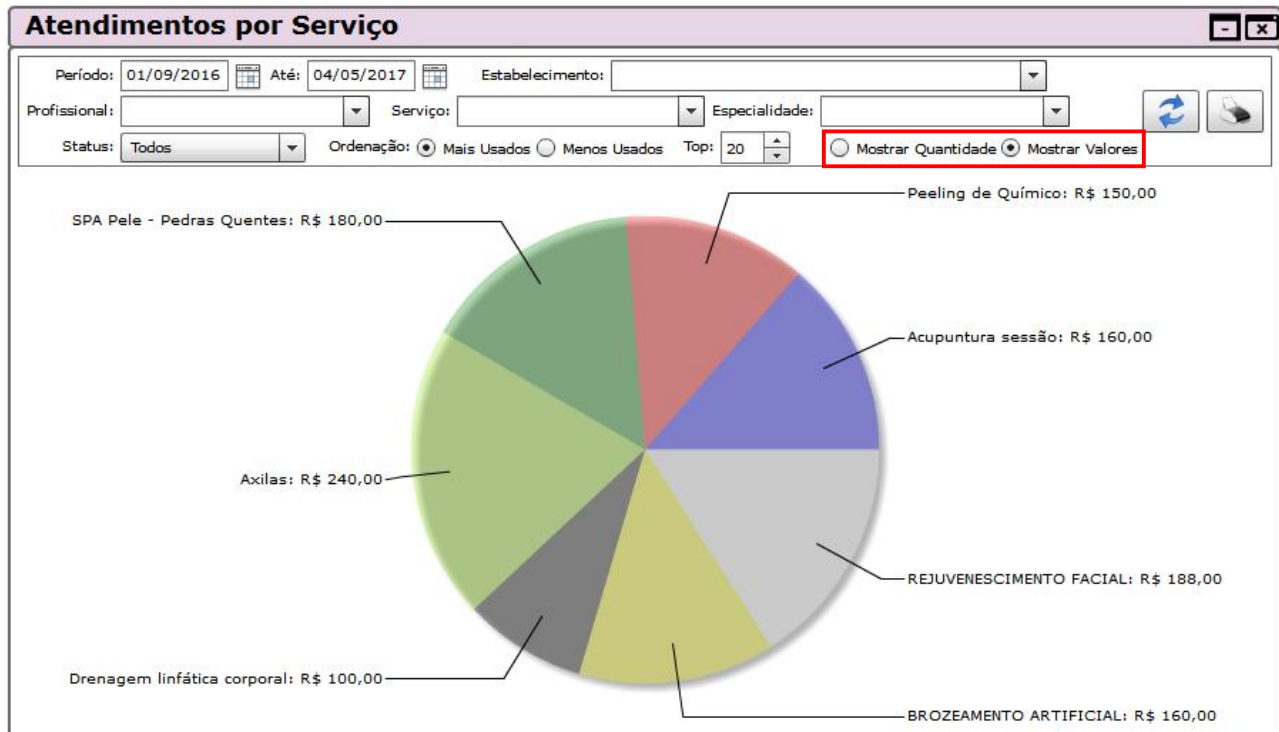 Atendimentos por Serviço
Período: 01/09/2016 Até: 04/05/2017 Estabelecimento:
Profissional: Serviço: Especialidade:
Status: Todos Ordenação: Mais Usados Menos Usados Top: 20 Mostrar Quantidade Mostrar Valores
Peeling de Químico: R$ 150,00
SPA Pele - Pedras Quentes: R$ 180,00
Acupuntura sessão: R$ 160,00
Axilas: R$ 240,00
REJUVENESCIMENTO FACIAL: R$ 188,00
Drenagem linfática corporal: R$ 100,00
BROZEAMENTO ARTIFICIAL: R$ 160,00